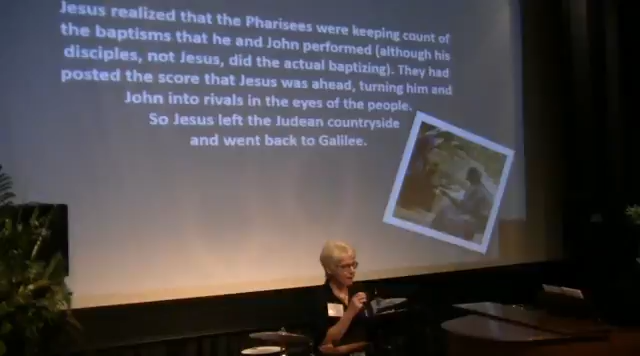 Jesus realized that the Pharisees were keeping count of
the baptisms that he and John performed (although his
disciples, not Jesus, did the actual baptizing). They had
posted the score that Jesus was ahead, turning him and
John into rivals in the eyes of the people.
So Jesus left the Judean countryside
and went back to Galilee.